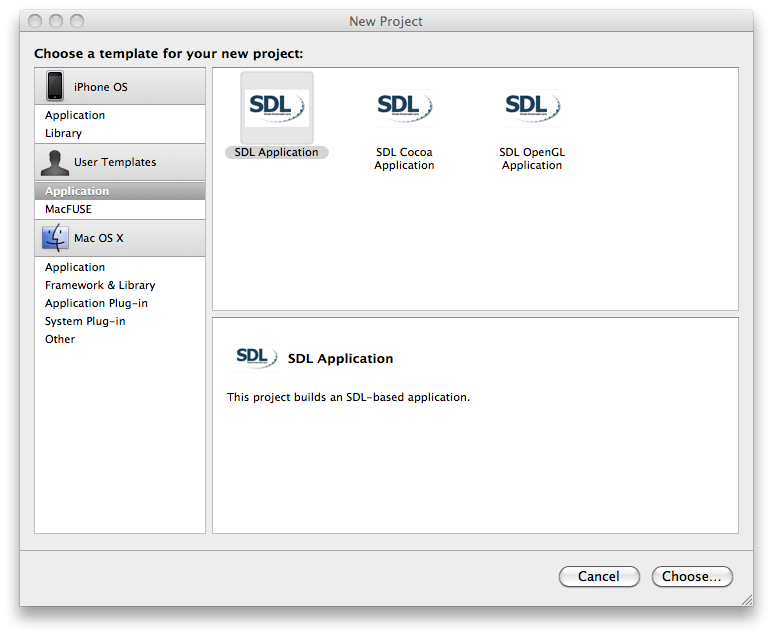 New Project
Choose a template for your new project:
iPhone OS
Application
Library
User Templates
Application
MacFUSE
Mac OS X
Application
Framework & Library
Application Plug-in
System Plug-in
Other
SDL
SDL Application
SDL
SDL Cocoa
Application
SDL
SDL OpenGL
Application
SDL
SDL Application
This project builds an SDL-based application.
Cancel
Choose...